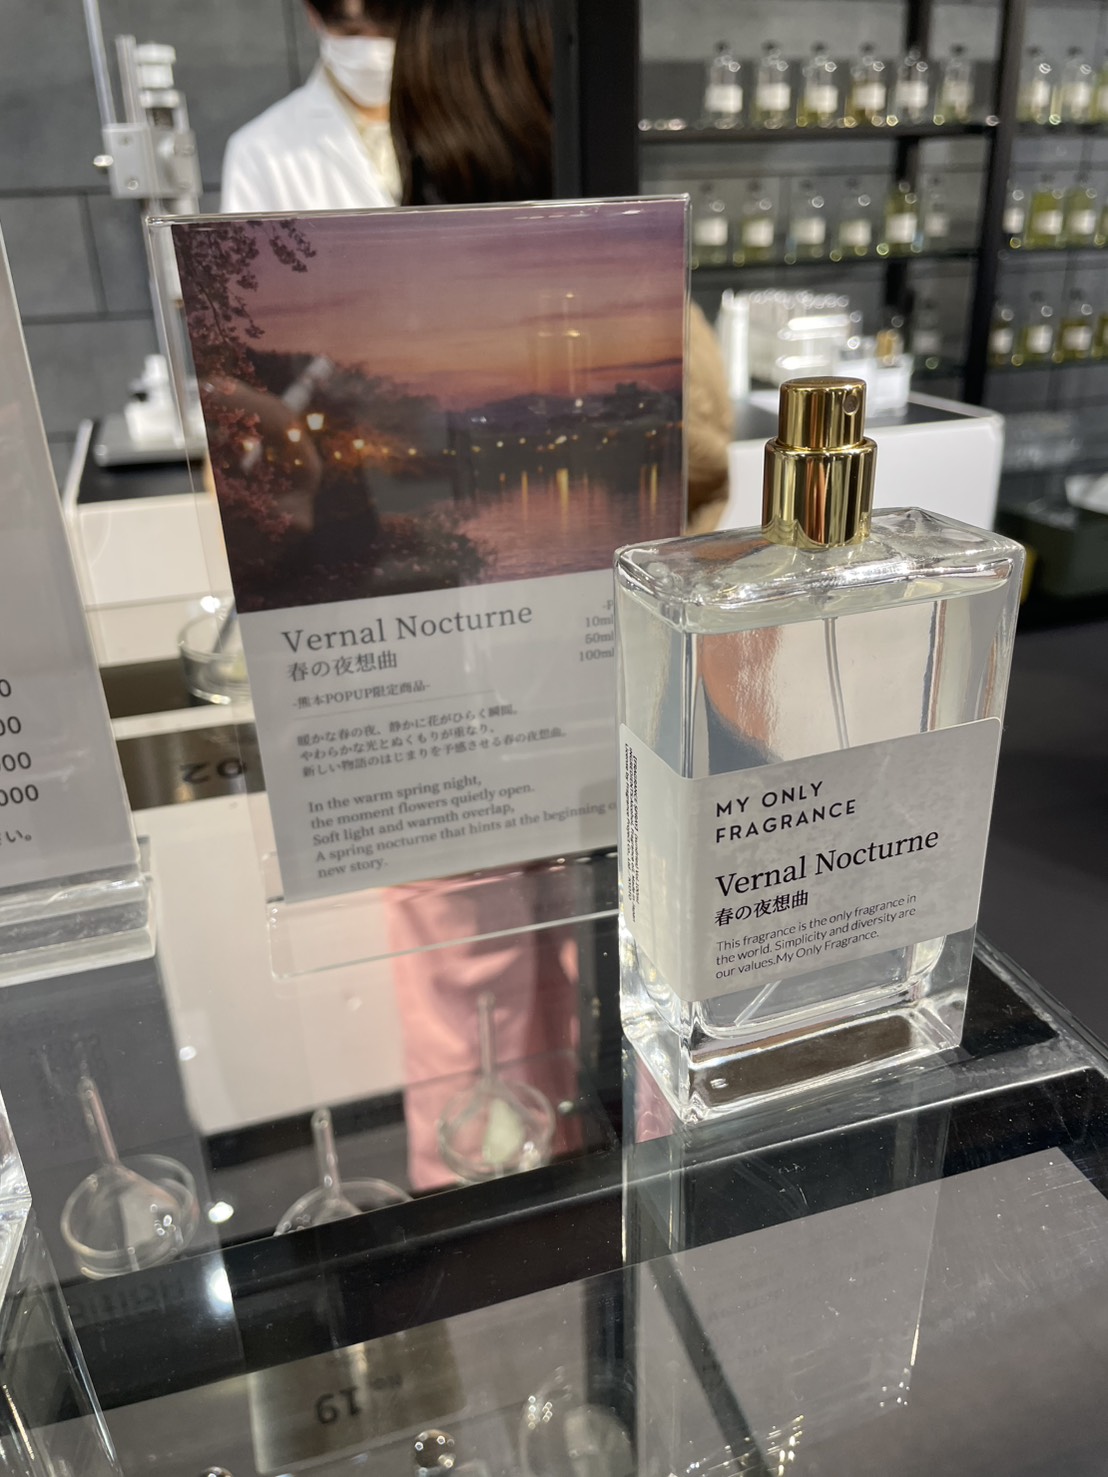 Vernal Nocturne
春の夜想曲
-熊本POPUP限定商品-
暖かな春の夜、静かに花がひらく瞬間。
やわらかな光とぬくもりが重なり、
新しい物語のはじまりを予感させる春の夜想曲。
In the warm spring night,
the moment flowers quietly open.
Soft light and warmth overlap,
A spring nocturne that hints at the beginning
new story.
10ml
50ml
100ml
MY ONLY
FRAGRANCE
Vernal Nocturne
春の夜想曲
This fragrance is the only fragrance in
the world. Simplicity and diversity are
our values.My Only Fragrance.
02
No.19